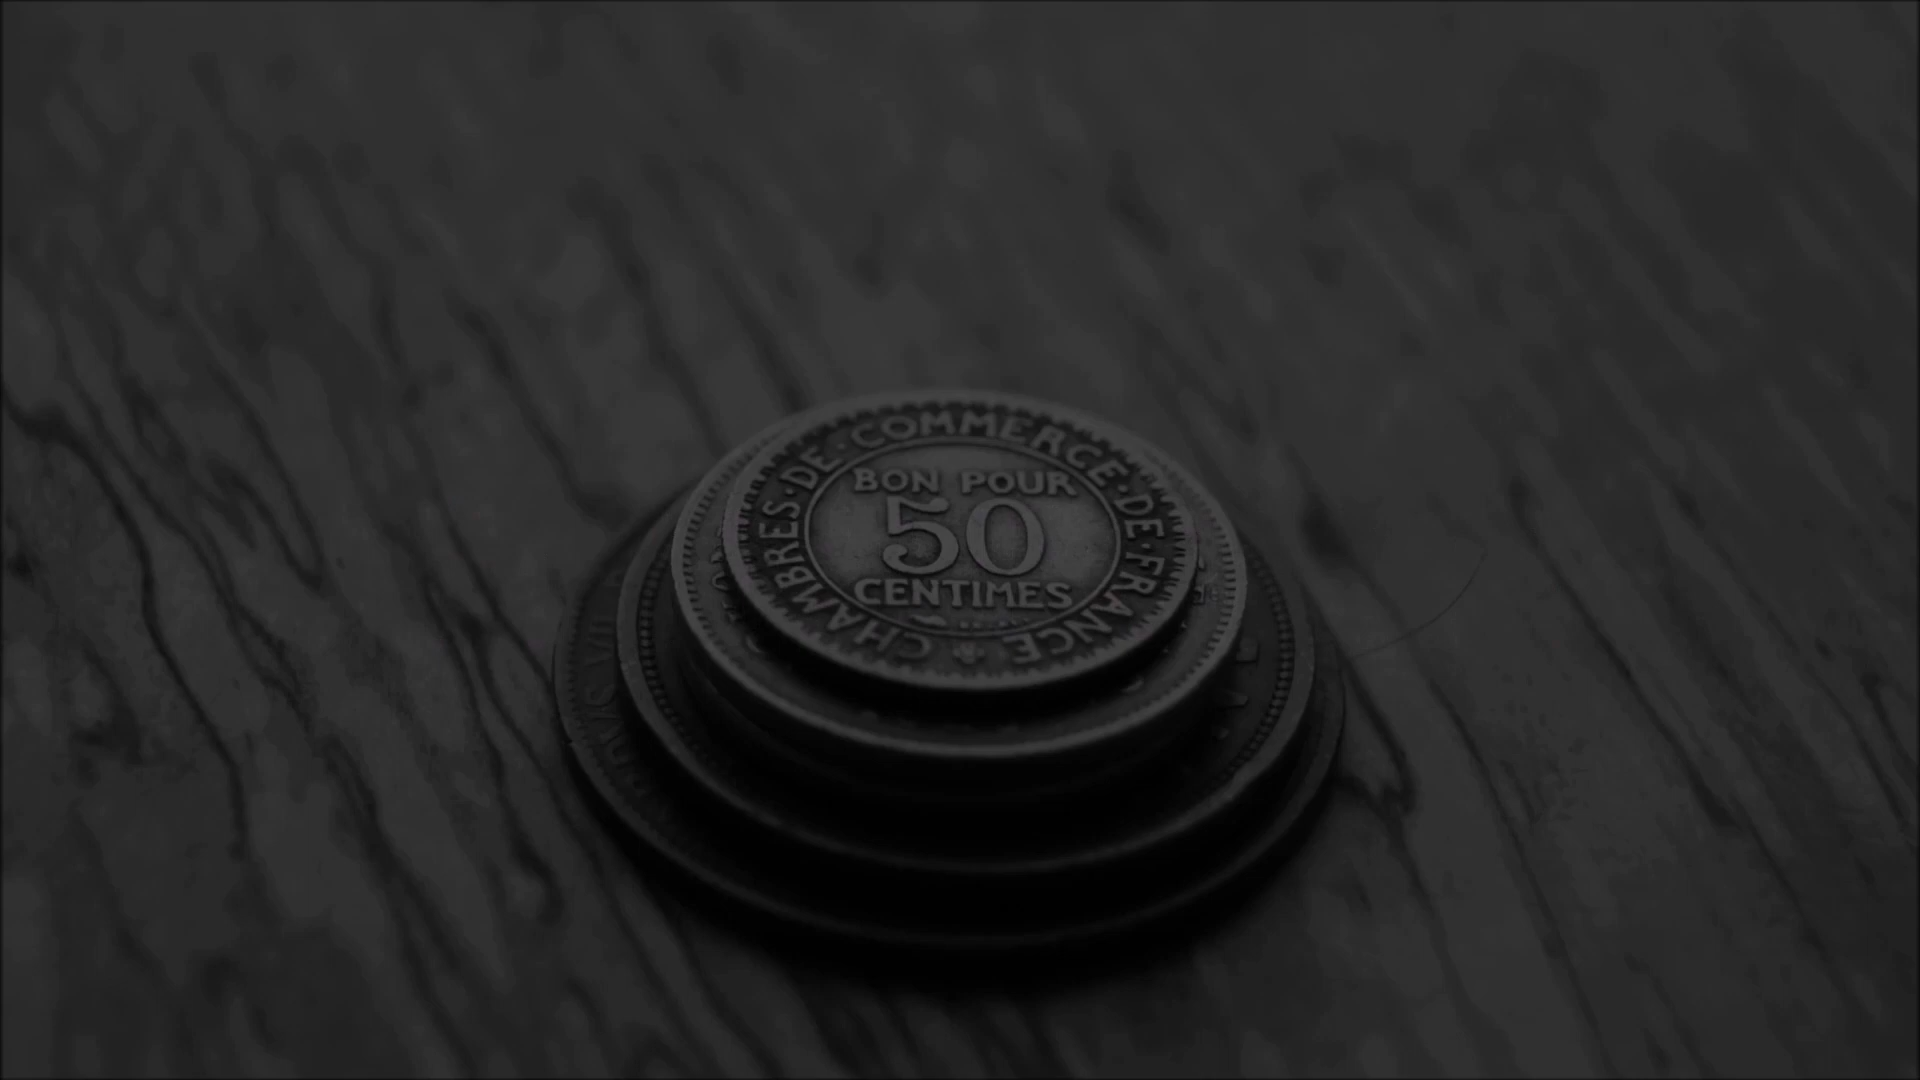 CHAMBRES·DE·COMMERCE·DE·FRANCE
BON POUR
50
CENTIMES